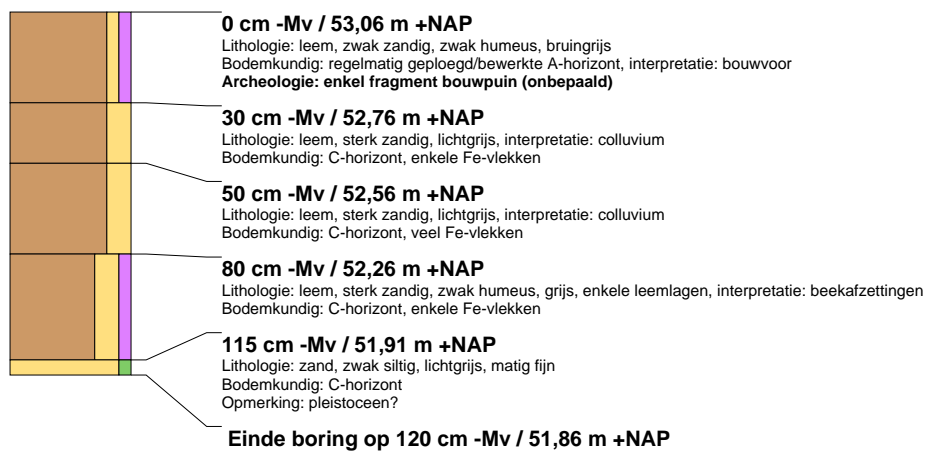 0 cm -Mv / 53,06 m +NAP
Lithologie: leem, zwak zandig, zwak humeus, bruingrijs
Bodemkundig: regelmatig geploegd/bewerkte A-horizont, interpretatie: bouwvoor
Archeologie: enkel fragment bouwpuin (onbepaald)
30 cm -Mv / 52,76 m +NAP
Lithologie: leem, sterk zandig, lichtgrijs, interpretatie: colluvium
Bodemkundig: C-horizont, enkele Fe-vlekken
50 cm -Mv / 52,56 m +NAP
Lithologie: leem, sterk zandig, lichtgrijs, interpretatie: colluvium
Bodemkundig: C-horizont, veel Fe-vlekken
80 cm -Mv / 52,26 m +NAP
Lithologie: leem, sterk zandig, zwak humeus, grijs, enkele leemlagen, interpretatie: beekafzettingen
Bodemkundig: C-horizont, enkele Fe-vlekken
115 cm -Mv / 51,91 m +NAP
Lithologie: zand, zwak siltig, lichtgrijs, matig fijn
Bodemkundig: C-horizont
Opmerking: pleistoceen?
Einde boring op 120 cm -Mv / 51,86 m +NAP